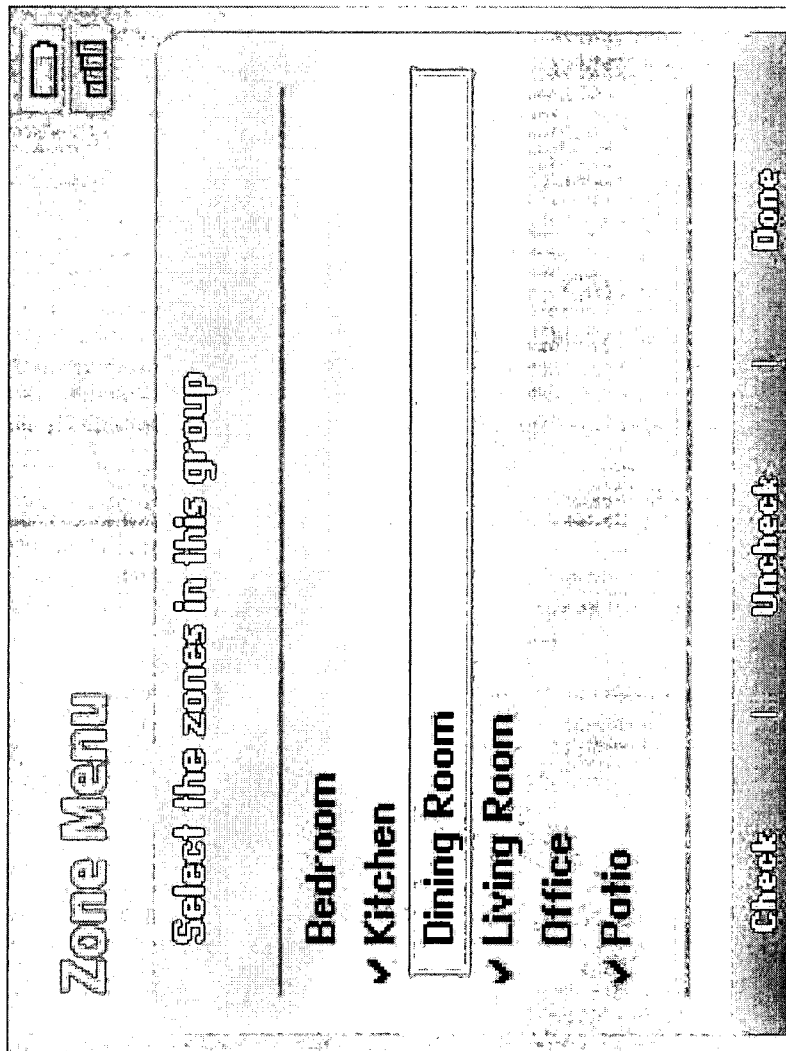 Zone Menu
Select the zones in this group
Bedroom
✓ Kitchen
Dining Room
✓ Living Room
Office
✓ Patio
Check | Uncheck | Done